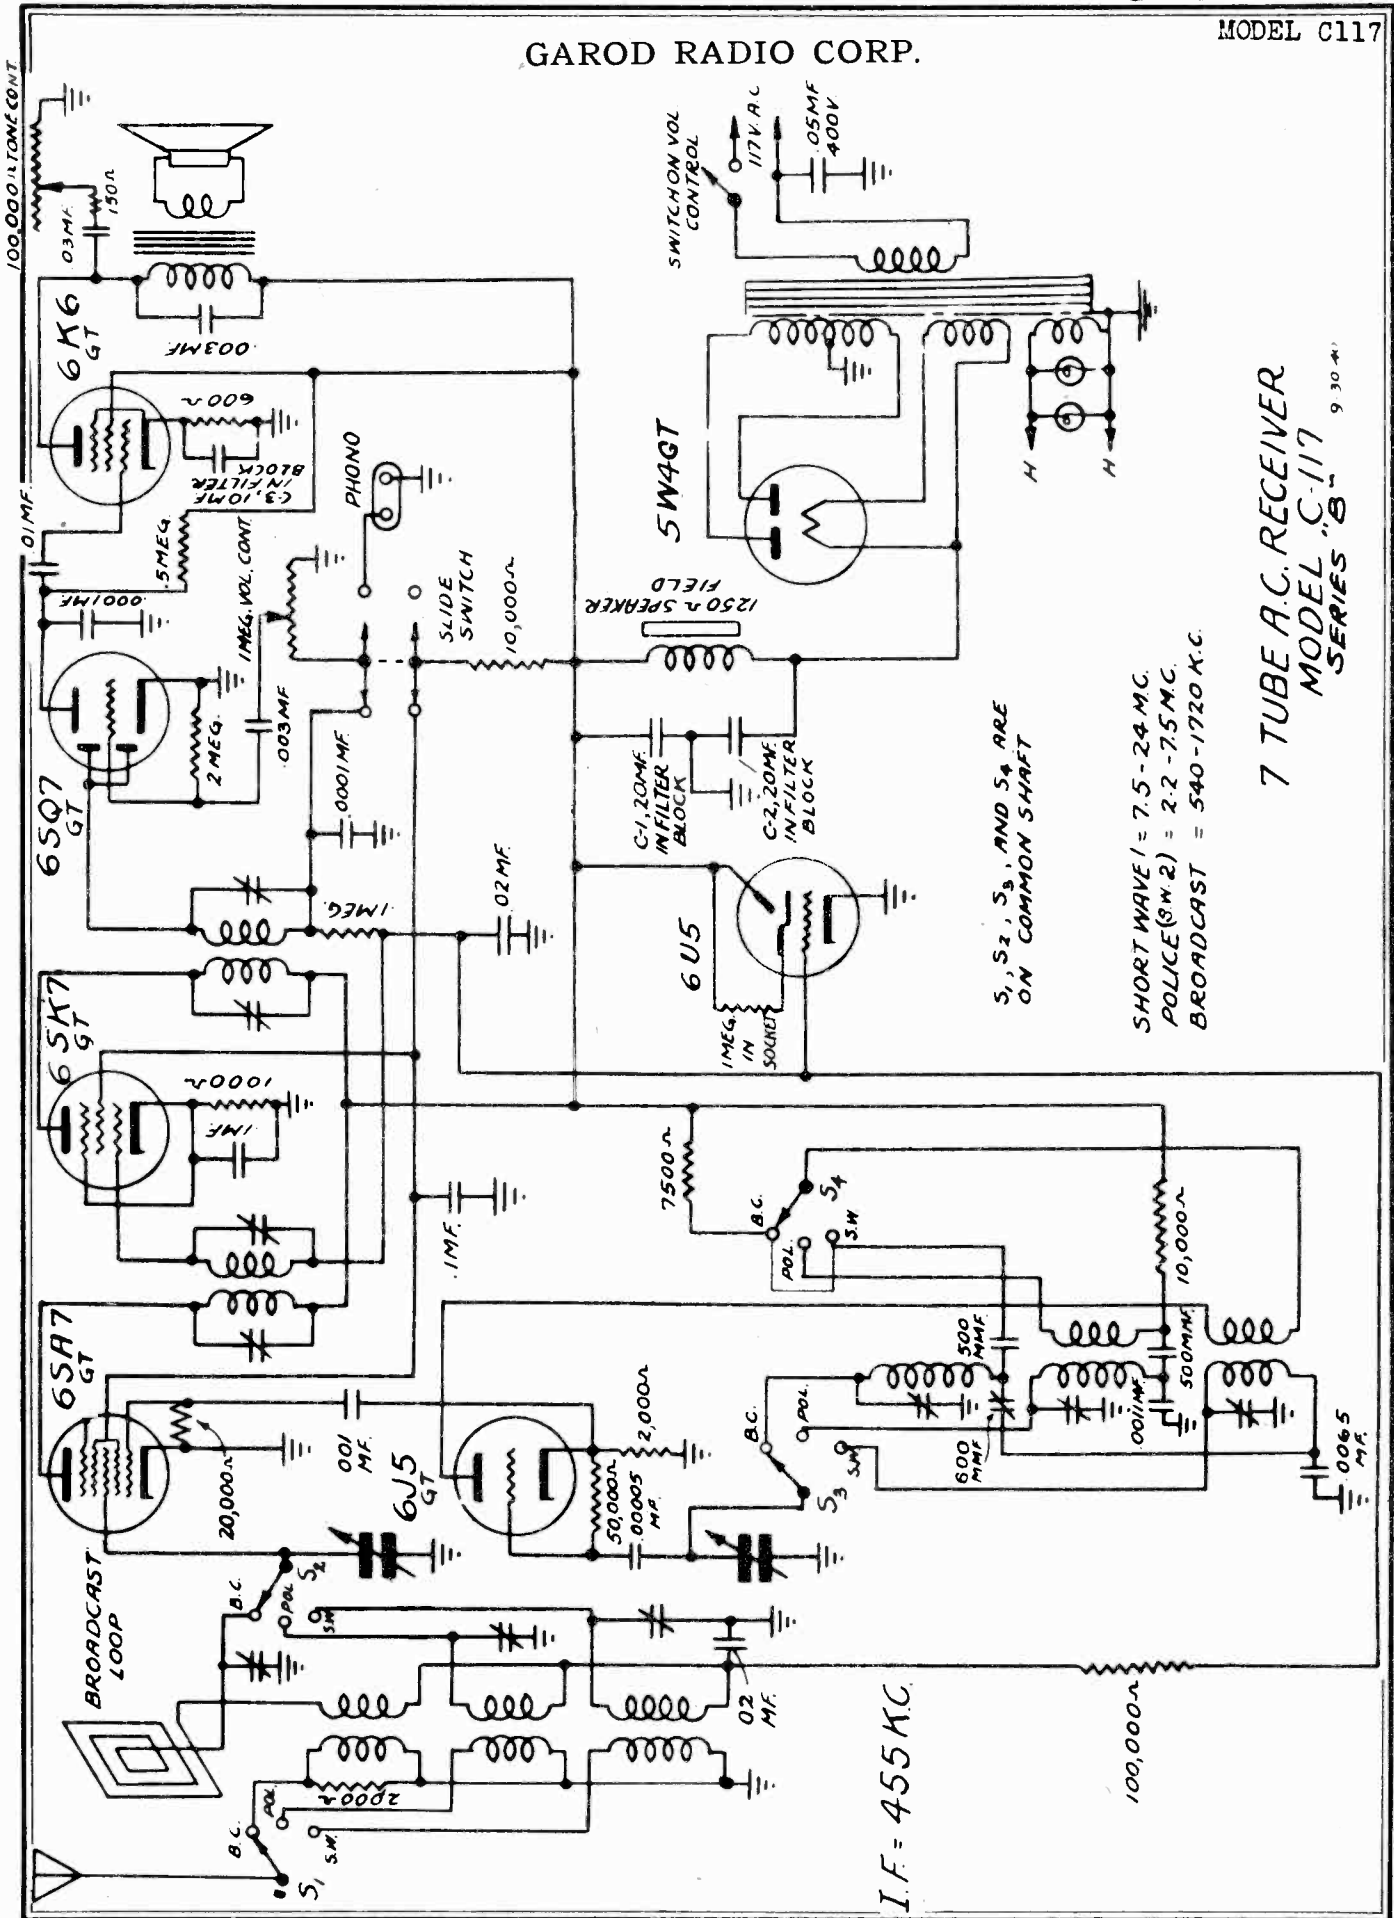 MODEL C117
GAROD RADIO CORP.
100,000Ω TONE CONT.
.03MF.
150Ω
6K6
GT
.003MF.
600Ω
C-3, 10MF
IN FILTER
BLOCK
.01MF.
.5MEG.
.0001MF.
6SQ7
GT
2MEG.
1MEG. VOL. CONT.
.003MF
PHONO
SLIDE
SWITCH
10,000Ω
.0001MF.
1MEG.
.02MF.
6SK7
GT
1000Ω
.1MF.
.1MF.
6SA7
GT
20,000Ω
.001
MF.
6J5
GT
50,000Ω
.00005
MF.
2,000Ω
BROADCAST
LOOP
B.C.
POL.
S.W.
S2
B.C.
POL.
S.W.
S1
2000Ω
.02
MF.
I.F. = 455 K.C.
100,000Ω
B.C.
POL.
S.W.
S3
600
MMF
500
MMF.
.0011MF.
500MMF.
.0065
MF.
10,000Ω
7500Ω
B.C.
POL.
S.W
S4
6U5
1MEG.
IN
SOCKET
C-1, 20MF.
IN FILTER
BLOCK
C-2, 20MF.
IN FILTER
BLOCK
1250Ω SPEAKER
FIELD
5W4GT
SWITCH ON VOL
CONTROL
117V. A.C.
.05MF
400V
H
H
S1, S2, S3, AND S4 ARE
ON COMMON SHAFT
SHORT WAVE 1 = 7.5-24 M.C.
POLICE (S.W.2) = 2.2-7.5 M.C.
BROADCAST = 540-1720 K.C.
7 TUBE A.C. RECEIVER
MODEL C-117
SERIES "B"
9 30 40